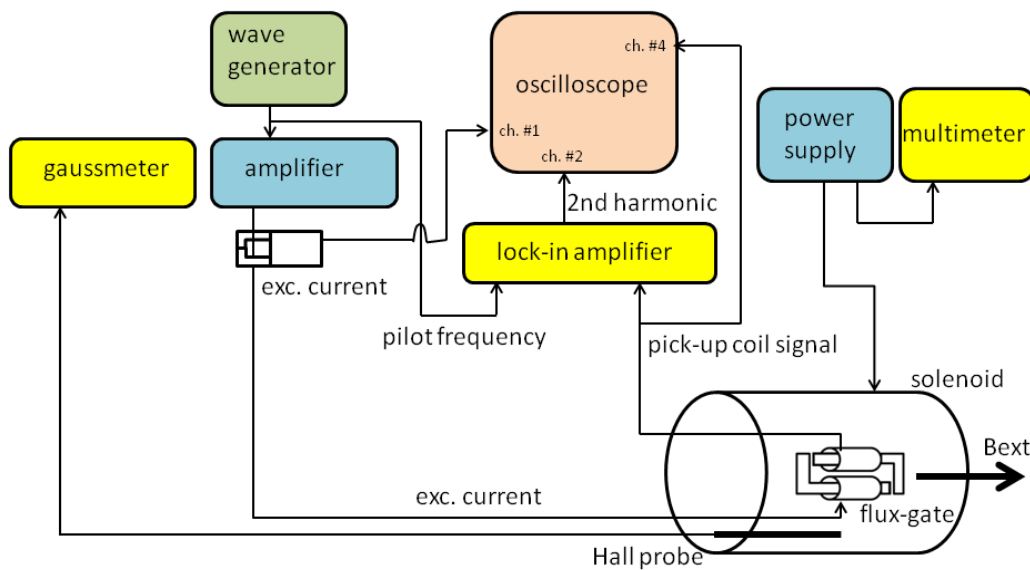 wave
generator
ch. #4
oscilloscope
ch. #1
ch. #2
power
supply
multimeter
gaussmeter
amplifier
2nd harmonic
lock-in amplifier
exc. current
pilot frequency
pick-up coil signal
solenoid
Bext
exc. current
flux-gate
Hall probe